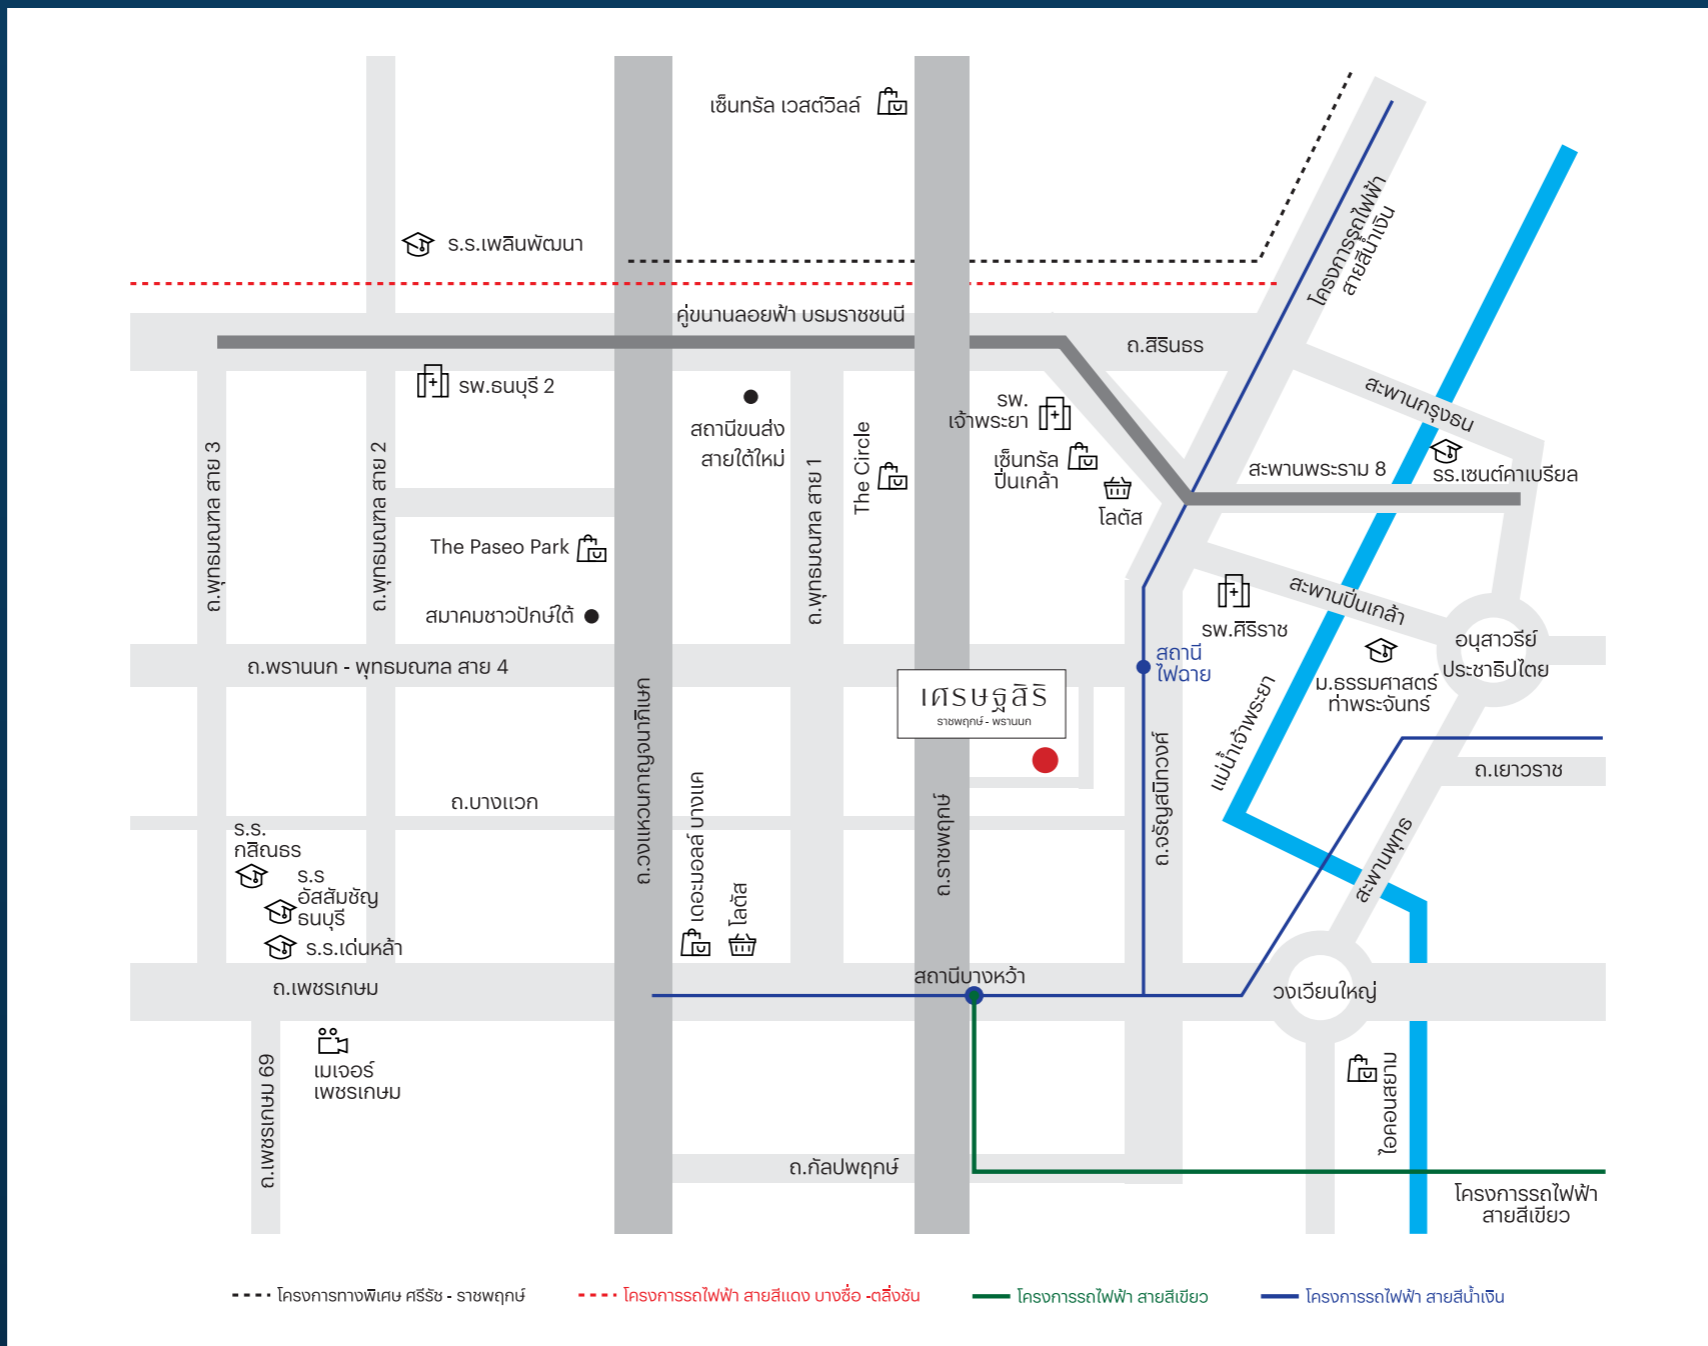 เซ็นทรัล เวสต์วิลล์
ร.ร.เพลินพัฒนา
โครงการรถไฟฟ้า
สายสีน้ำเงิน
คู่ขนานลอยฟ้า บรมราชชนนี
ถ.สิรินธร
รพ.ธนบุรี 2
สถานีขนส่ง
สายใต้ใหม่
รพ.
เจ้าพระยา
เซ็นทรัล
ปิ่นเกล้า
โลตัส
The Circle
สะพานกรุงธน
สะพานพระราม 8
รร.เซนต์คาเบรียล
ถ.พุทธมณฑล สาย 3
ถ.พุทธมณฑล สาย 2
ถ.พุทธมณฑล สาย 1
The Paseo Park
สมาคมชาวปักษ์ใต้
รพ.ศิริราช
สะพานปิ่นเกล้า
อนุสาวรีย์
ประชาธิปไตย
ม.ธรรมศาสตร์
ท่าพระจันทร์
สถานี
ไฟฉาย
ถ.พรานนก - พุทธมณฑล สาย 4
เศรษฐสิริ
ราชพฤกษ์ - พรานนก
ถ.วงแหวนกาญจนาภิเษก
แม่น้ำเจ้าพระยา
ถ.เยาวราช
ถ.บางแวก
ถ.ราชพฤกษ์
ถ.จรัญสนิทวงศ์
สะพานพุทธ
ร.ร.
กสิณธร
ร.ร
อัสสัมชัญ
ธนบุรี
ร.ร.เด่นหล้า
เดอะมอลล์ บางแค
โลตัส
สถานีบางหว้า
ถ.เพชรเกษม
วงเวียนใหญ่
ถ.เพชรเกษม 69
เมเจอร์
เพชรเกษม
ไอคอนสยาม
ถ.กัลปพฤกษ์
โครงการรถไฟฟ้า
สายสีเขียว
โครงการทางพิเศษ ศรีรัช - ราชพฤกษ์
โครงการรถไฟฟ้า สายสีแดง บางซื่อ -ตลิ่งชัน
โครงการรถไฟฟ้า สายสีเขียว
โครงการรถไฟฟ้า สายสีน้ำเงิน